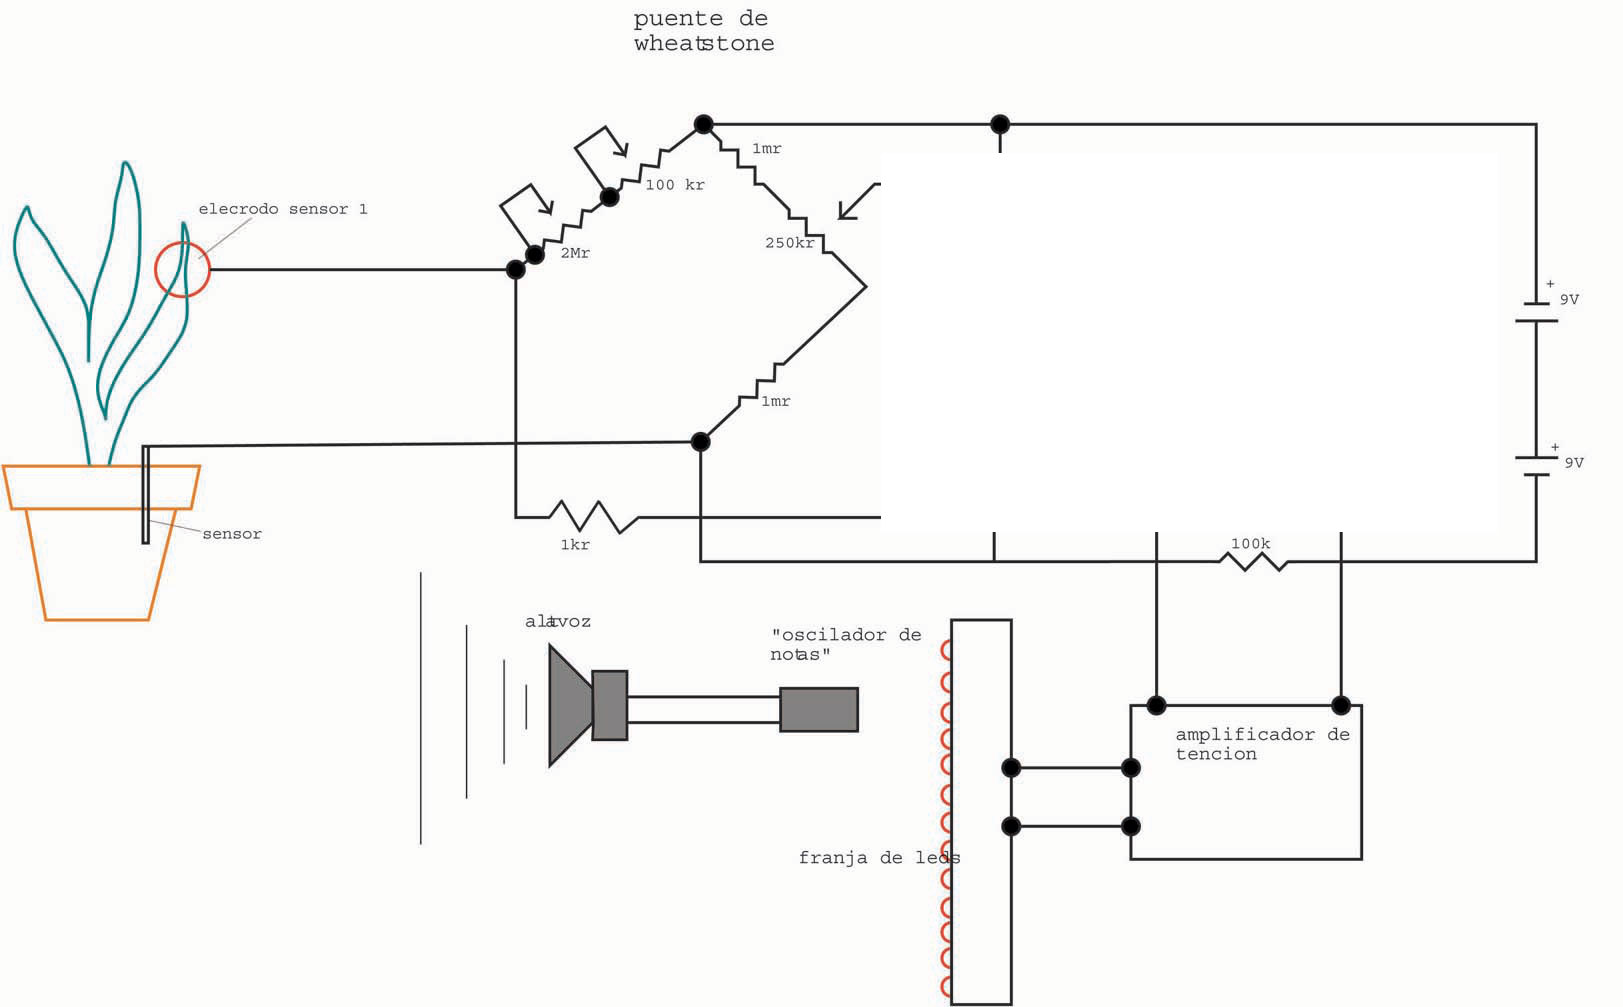 puente de
wheatstone
1mr
100 kr
elecrodo sensor 1
250kr
2Mr
+
9V
1mr
+
9V
sensor
1kr
100k
altavoz
"oscilador de
notas"
amplificador de
tencion
franja de leds